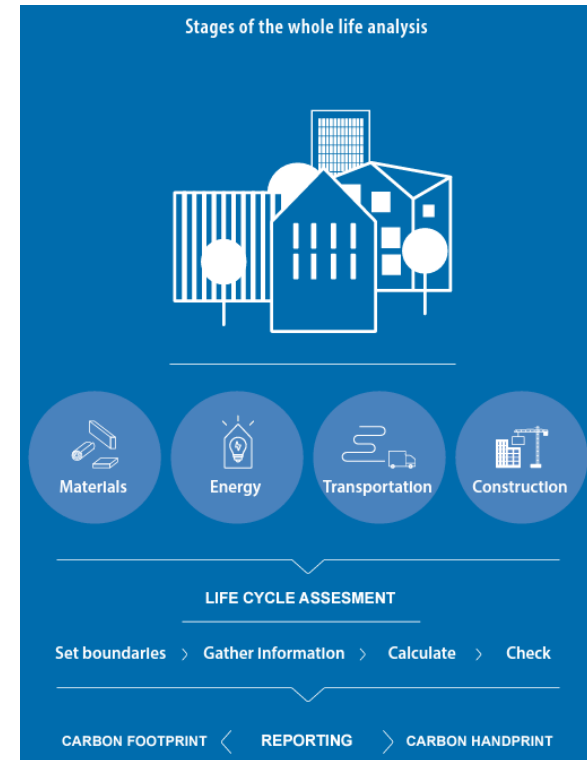 Stages of the whole life analysis
Materials
Energy
Transportation
Construction
LIFE CYCLE ASSESMENT
Set boundaries > Gather Information > Calculate > Check
CARBON FOOTPRINT < REPORTING > CARBON HANDPRINT